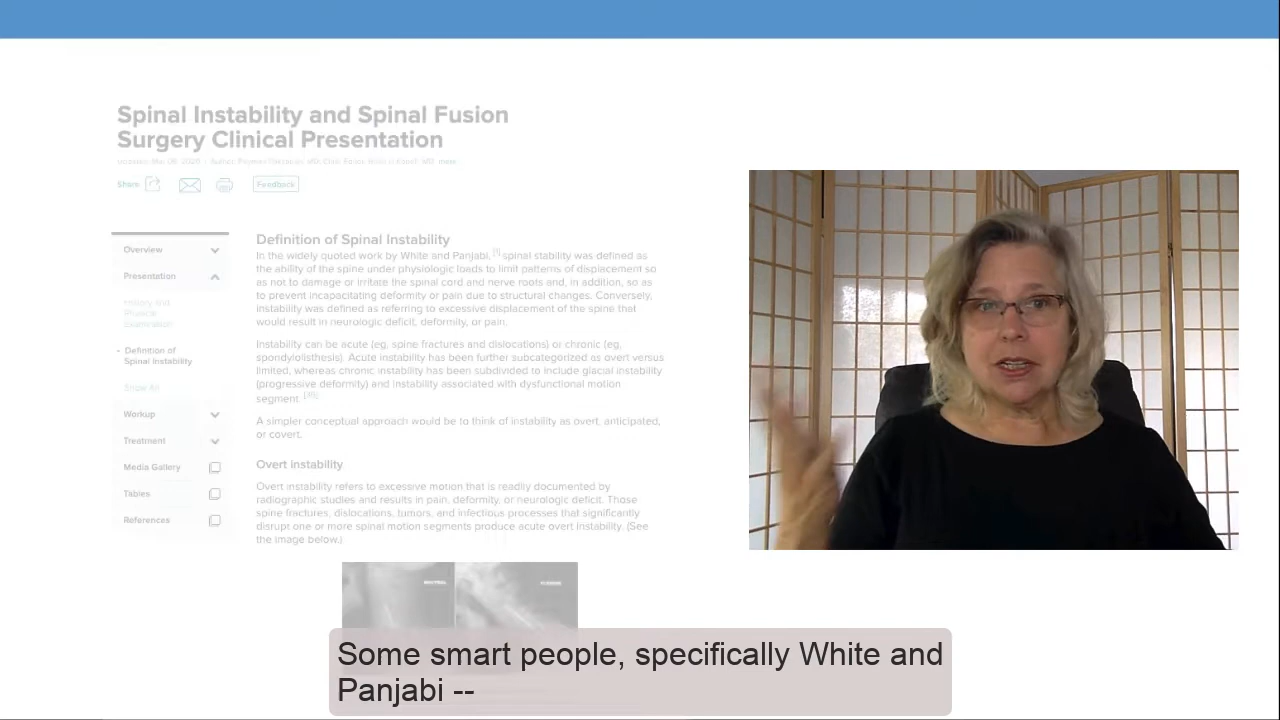 Spinal Instability and Spinal Fusion
Surgery Clinical Presentation
Share
Feedback
Overview
Presentation
History and
Physical
Examination
- Definition of
Spinal Instability
Show All
Workup
Treatment
Media Gallery
Tables
References
Definition of Spinal Instability
In the widely quoted work by White and Panjabi, [1] spinal stability was defined as
the ability of the spine under physiologic loads to limit patterns of displacement so
as not to damage or irritate the spinal cord and nerve roots and, in addition, so as
to prevent incapacitating deformity or pain due to structural changes. Conversely,
instability was defined as referring to excessive displacement of the spine that
would result in neurologic deficit, deformity, or pain.
Instability can be acute (eg, spine fractures and dislocations) or chronic (eg,
spondylolisthesis). Acute instability has been further subcategorized as overt versus
limited, whereas chronic instability has been subdivided to include glacial instability
(progressive deformity) and instability associated with dysfunctional motion
segment.
A simpler conceptual approach would be to think of instability as overt, anticipated,
or covert.
Overt instability
Overt instability refers to excessive motion that is readily documented by
radiographic studies and results in pain, deformity, or neurologic deficit. Those
spine fractures, dislocations, tumors, and infectious processes that significantly
disrupt one or more spinal motion segments produce acute overt instability. (See
the image below.)
Some smart people, specifically White and
Panjabi --